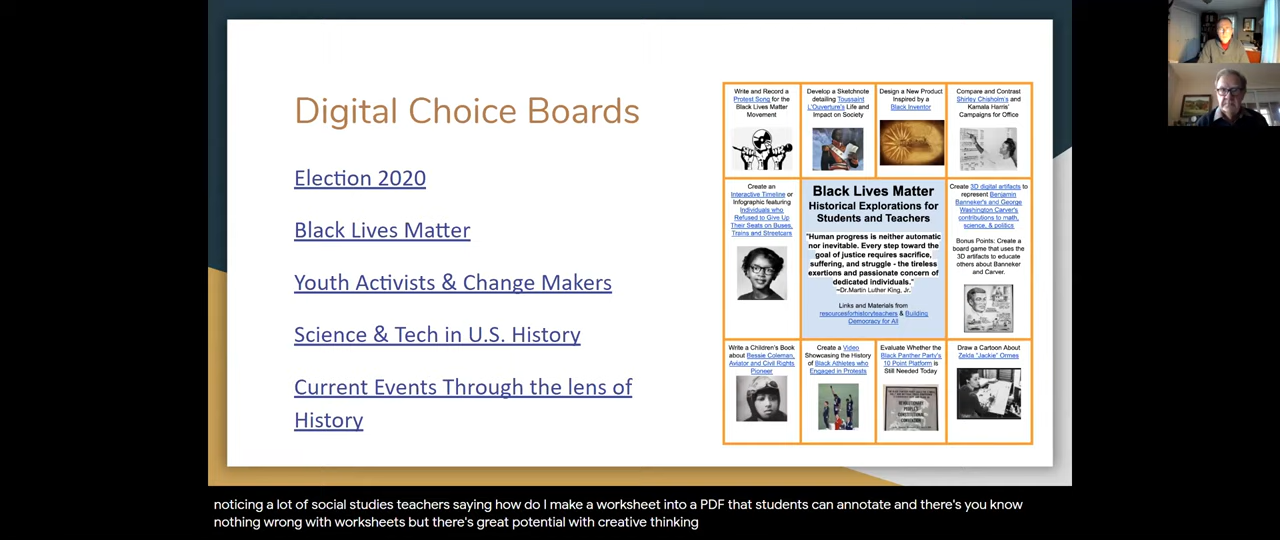 Digital Choice Boards
Election 2020
Black Lives Matter
Youth Activists & Change Makers
Science & Tech in U.S. History
Current Events Through the lens of
History
Write and Record a
Protest Song for the
Black Lives Matter
Movement
Develop a Sketchnote
detailing Toussaint
L'Ouverture's Life and
Impact on Society
Design a New Product
Inspired by a
Black Inventor
Compare and Contrast
Shirley Chisholm's and
Kamala Harris'
Campaigns for Office
Create an
Interactive Timeline or
Infographic featuring
Individuals who
Refused to Give Up
Their Seats on Buses,
Trains and Streetcars
Black Lives Matter
Historical Explorations for
Students and Teachers
"Human progress is neither automatic
nor inevitable. Every step toward the
goal of justice requires sacrifice,
suffering, and struggle - the tireless
exertions and passionate concern of
dedicated individuals."
~Dr.Martin Luther King, Jr.
Links and Materials from
resourcesforhistoryteachers & Building
Democracy for All
Create 3D digital artifacts to
represent Benjamin
Banneker's and George
Washington Carver's
contributions to math,
science, & politics
Bonus Points: Create a
board game that uses the
3D artifacts to educate
others about Banneker
and Carver.
Write a Children's Book
about Bessie Coleman,
Aviator and Civil Rights
Pioneer
Create a Video
Showcasing the History
of Black Athletes who
Engaged in Protests
Evaluate Whether the
Black Panther Party's
10 Point Platform is
Still Needed Today
Draw a Cartoon About
Zelda "Jackie" Ormes
noticing a lot of social studies teachers saying how do I make a worksheet into a PDF that students can annotate and there's you know
nothing wrong with worksheets but there's great potential with creative thinking